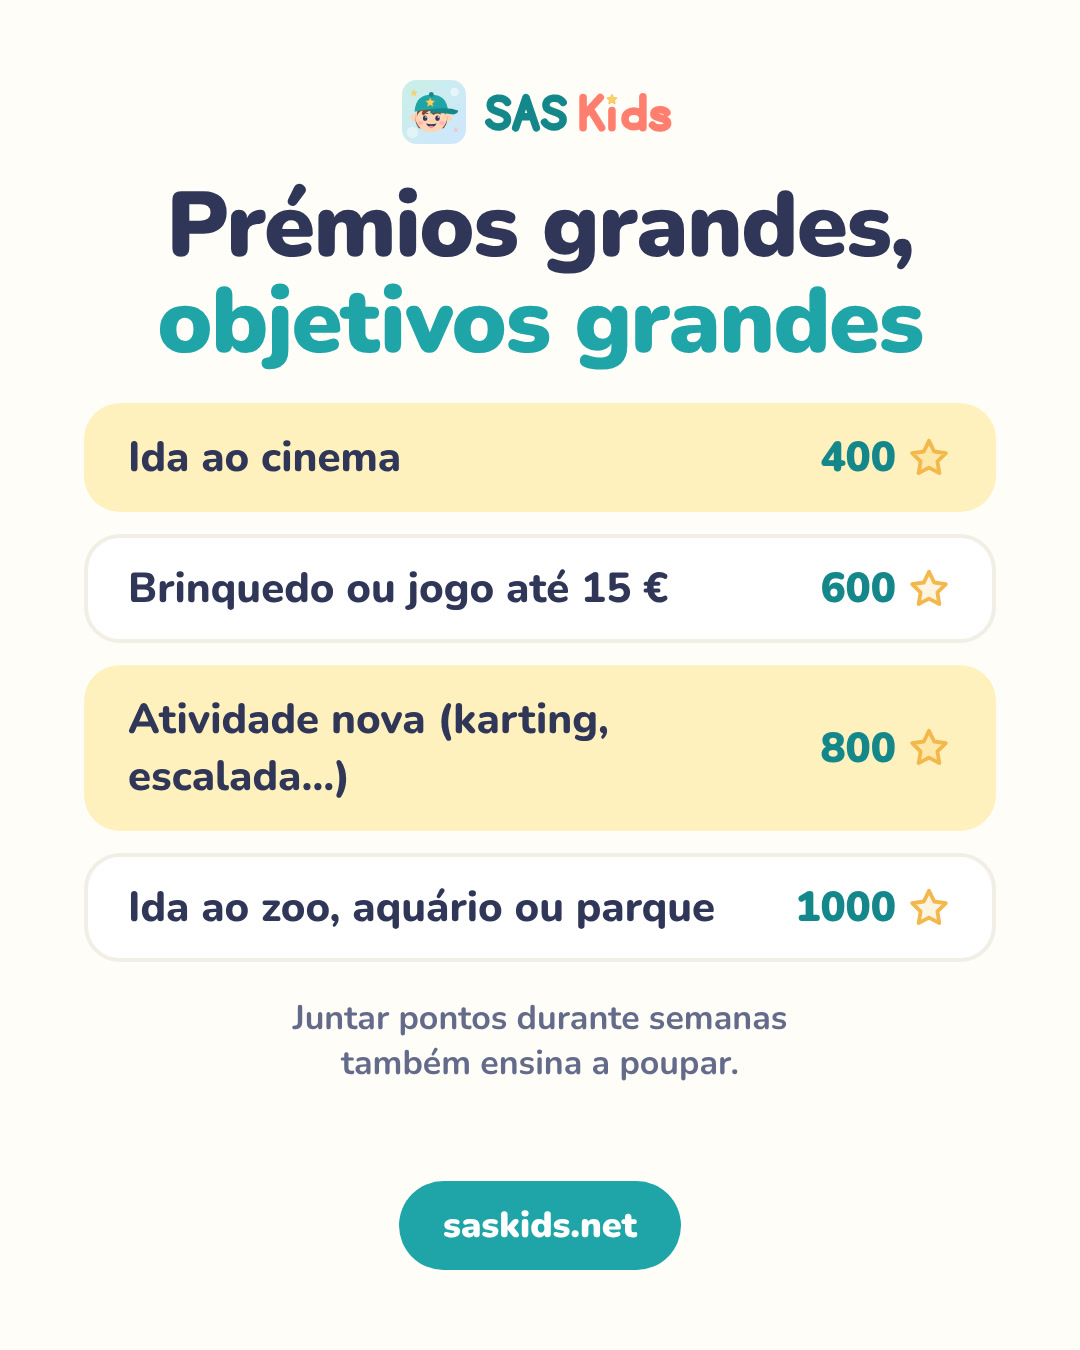 SAS Kids
Prémios grandes,
objetivos grandes
Ida ao cinema 400
Brinquedo ou jogo até 15 € 600
Atividade nova (karting,
escalada...) 800
Ida ao zoo, aquário ou parque 1000
Juntar pontos durante semanas
também ensina a poupar.
saskids.net